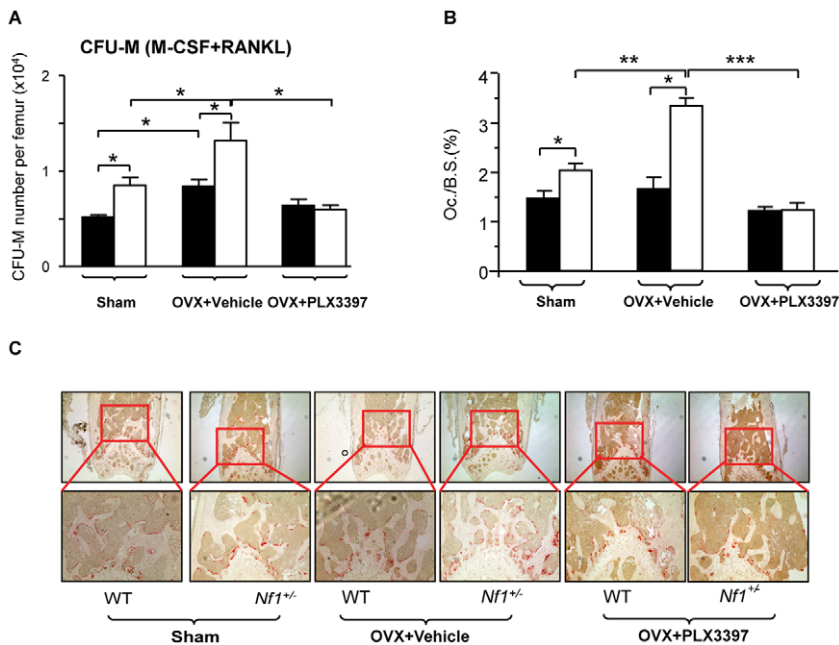 A
CFU-M (M-CSF+RANKL)
CFU-M number per femur (x10⁴)
2
1
0
*
*
*
*
*
Sham
OVX+Vehicle
OVX+PLX3397
B
Oc./B.S.(%)
4
3
2
1
0
**
***
*
*
Sham
OVX+Vehicle
OVX+PLX3397
C
WT
Nf1+/-
WT
Nf1+/-
WT
Nf1+/-
Sham
OVX+Vehicle
OVX+PLX3397